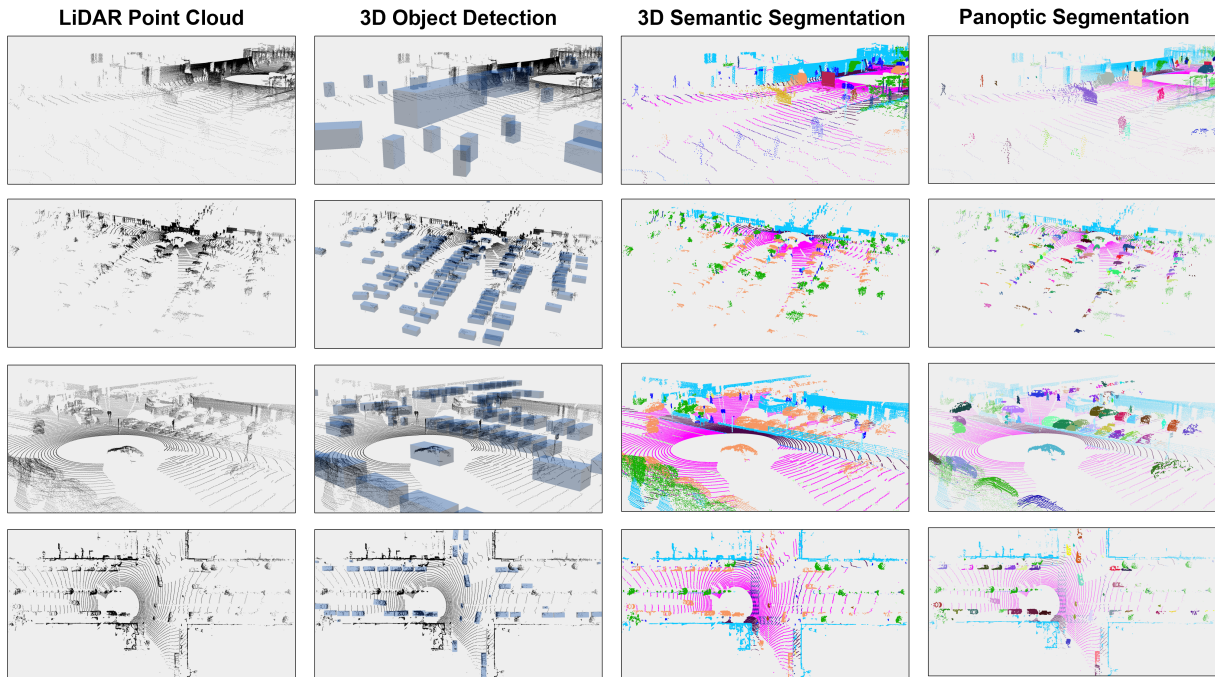 LiDAR Point Cloud
3D Object Detection
3D Semantic Segmentation
Panoptic Segmentation